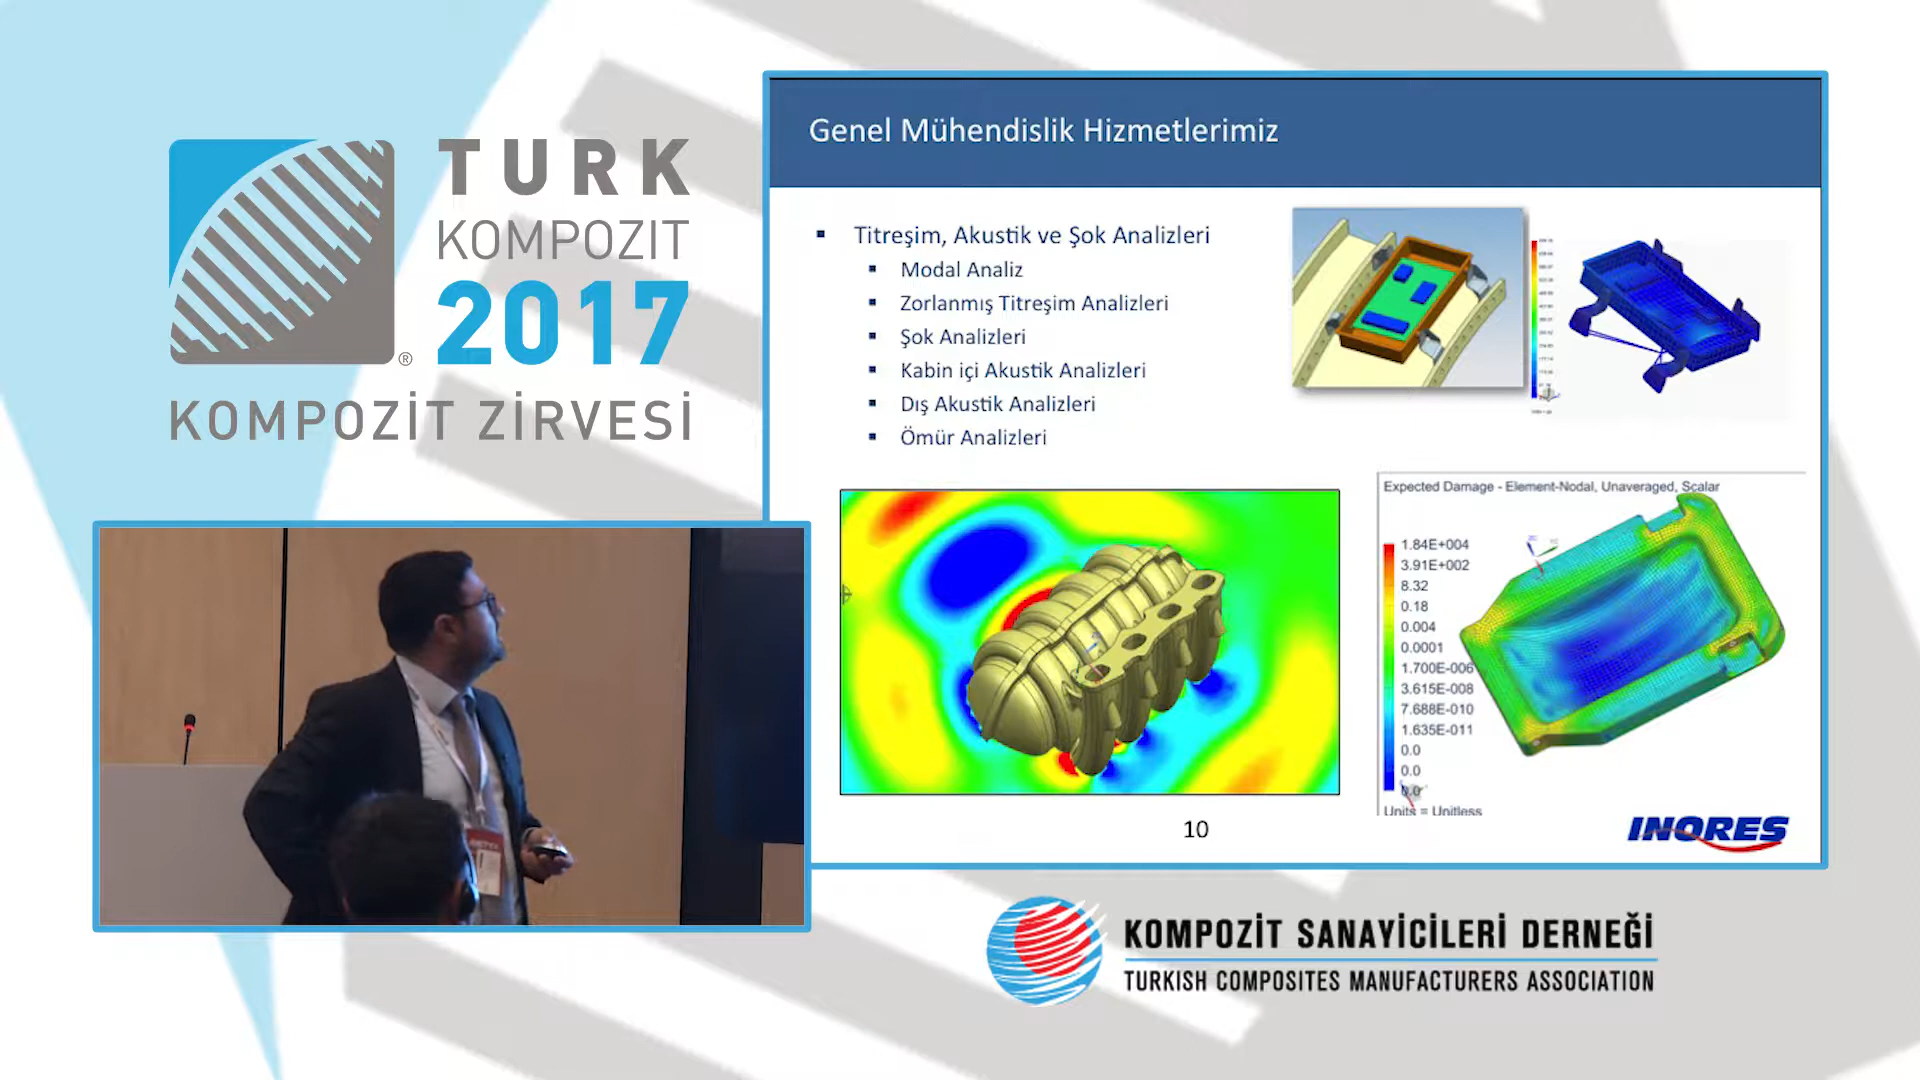 TURK
KOMPOZIT
2017
®
KOMPOZİT ZİRVESİ
Genel Mühendislik Hizmetlerimiz
Titreşim, Akustik ve Şok Analizleri
Modal Analiz
Zorlanmış Titreşim Analizleri
Şok Analizleri
Kabin içi Akustik Analizleri
Dış Akustik Analizleri
Ömür Analizleri
Expected Damage - Element-Nodal, Unaveraged, Scalar
1.84E+004
3.91E+002
8.32
0.18
0.004
0.0001
1.700E-006
3.615E-008
7.688E-010
1.635E-011
0.0
0.0
0.0
Units = Unitless
10
INORES
KOMPOZİT SANAYİCİLERİ DERNEĞİ
TURKISH COMPOSITES MANUFACTURERS ASSOCIATION